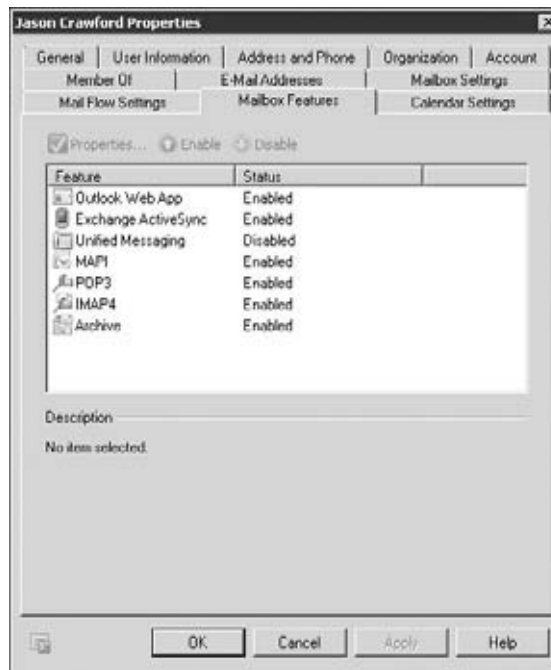 Jason Crawford Properties
General User Information Address and Phone Organization Account
Member Of E-Mail Addresses Mailbox Settings
Mail Flow Settings Mailbox Features Calendar Settings
Properties... Enable Disable
Feature Status
Outlook Web App Enabled
Exchange ActiveSync Enabled
Unified Messaging Disabled
MAPI Enabled
POP3 Enabled
IMAP4 Enabled
Archive Enabled
Description
No item selected.
OK Cancel Apply Help